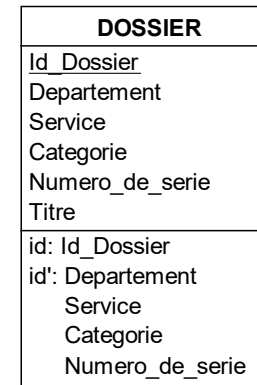 DOSSIER
Id_Dossier
Departement
Service
Categorie
Numero_de_serie
Titre
id: Id_Dossier
id': Departement
Service
Categorie
Numero_de_serie